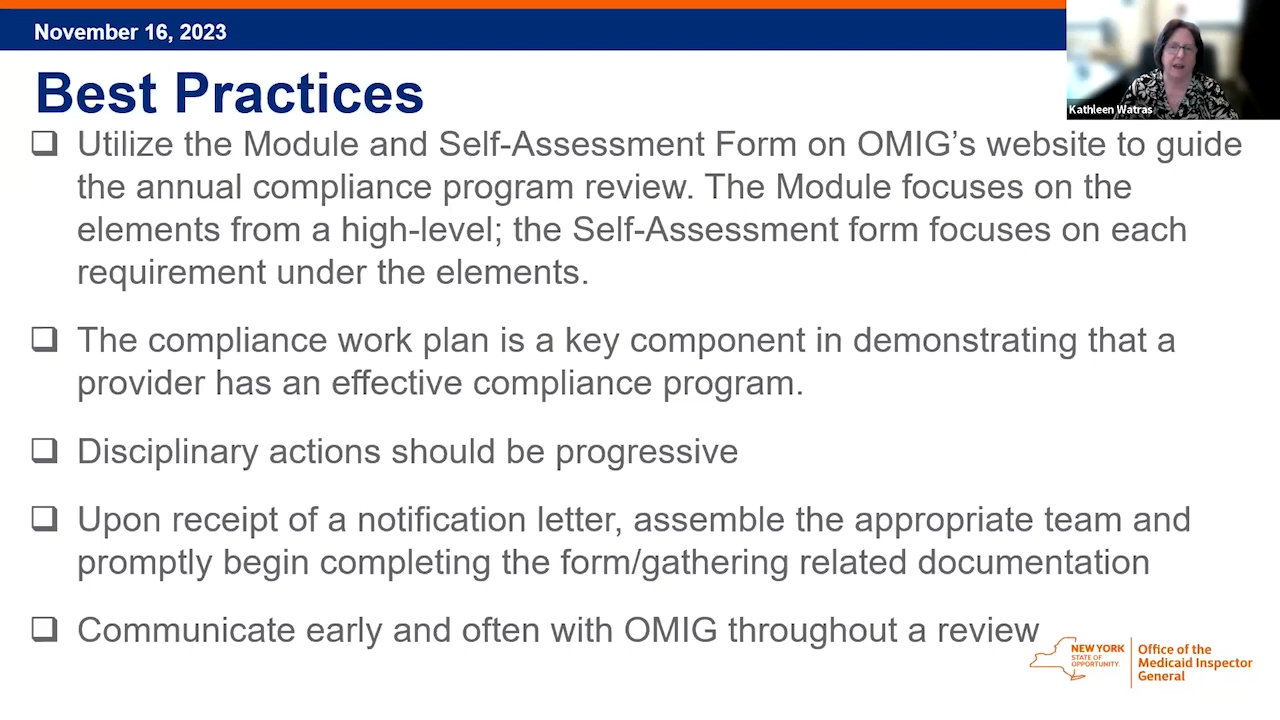 November 16, 2023
Kathleen Watras
Best Practices
❑ Utilize the Module and Self-Assessment Form on OMIG’s website to guide
the annual compliance program review. The Module focuses on the
elements from a high-level; the Self-Assessment form focuses on each
requirement under the elements.
❑ The compliance work plan is a key component in demonstrating that a
provider has an effective compliance program.
❑ Disciplinary actions should be progressive
❑ Upon receipt of a notification letter, assemble the appropriate team and
promptly begin completing the form/gathering related documentation
❑ Communicate early and often with OMIG throughout a review
NEW YORK
STATE OF
OPPORTUNITY.
Office of the
Medicaid Inspector
General